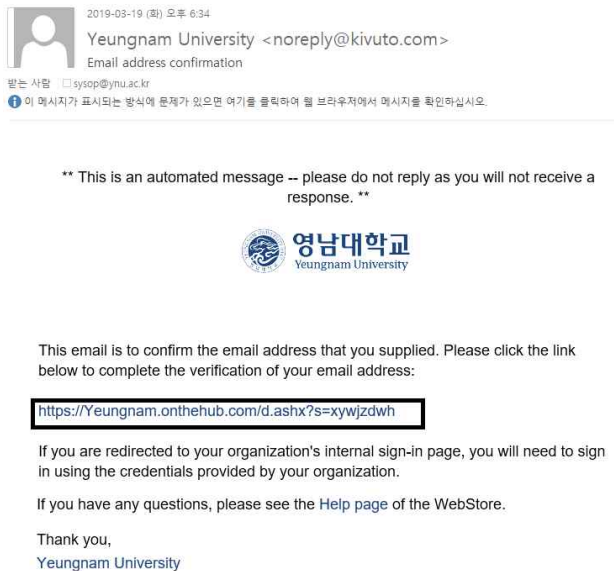 2019-03-19 (화) 오후 6:34
Yeungnam University <noreply@kivuto.com>
Email address confirmation
받는 사람 sysop@ynu.ac.kr
이 메시지가 표시되는 방식에 문제가 있으면 여기를 클릭하여 웹 브라우저에서 메시지를 확인하십시오.
** This is an automated message -- please do not reply as you will not receive a
response. **
영남대학교
Yeungnam University
This email is to confirm the email address that you supplied. Please click the link
below to complete the verification of your email address:
https://Yeungnam.onthehub.com/d.ashx?s=xywjzdwh
If you are redirected to your organization's internal sign-in page, you will need to sign
in using the credentials provided by your organization.
If you have any questions, please see the Help page of the WebStore.
Thank you,
Yeungnam University